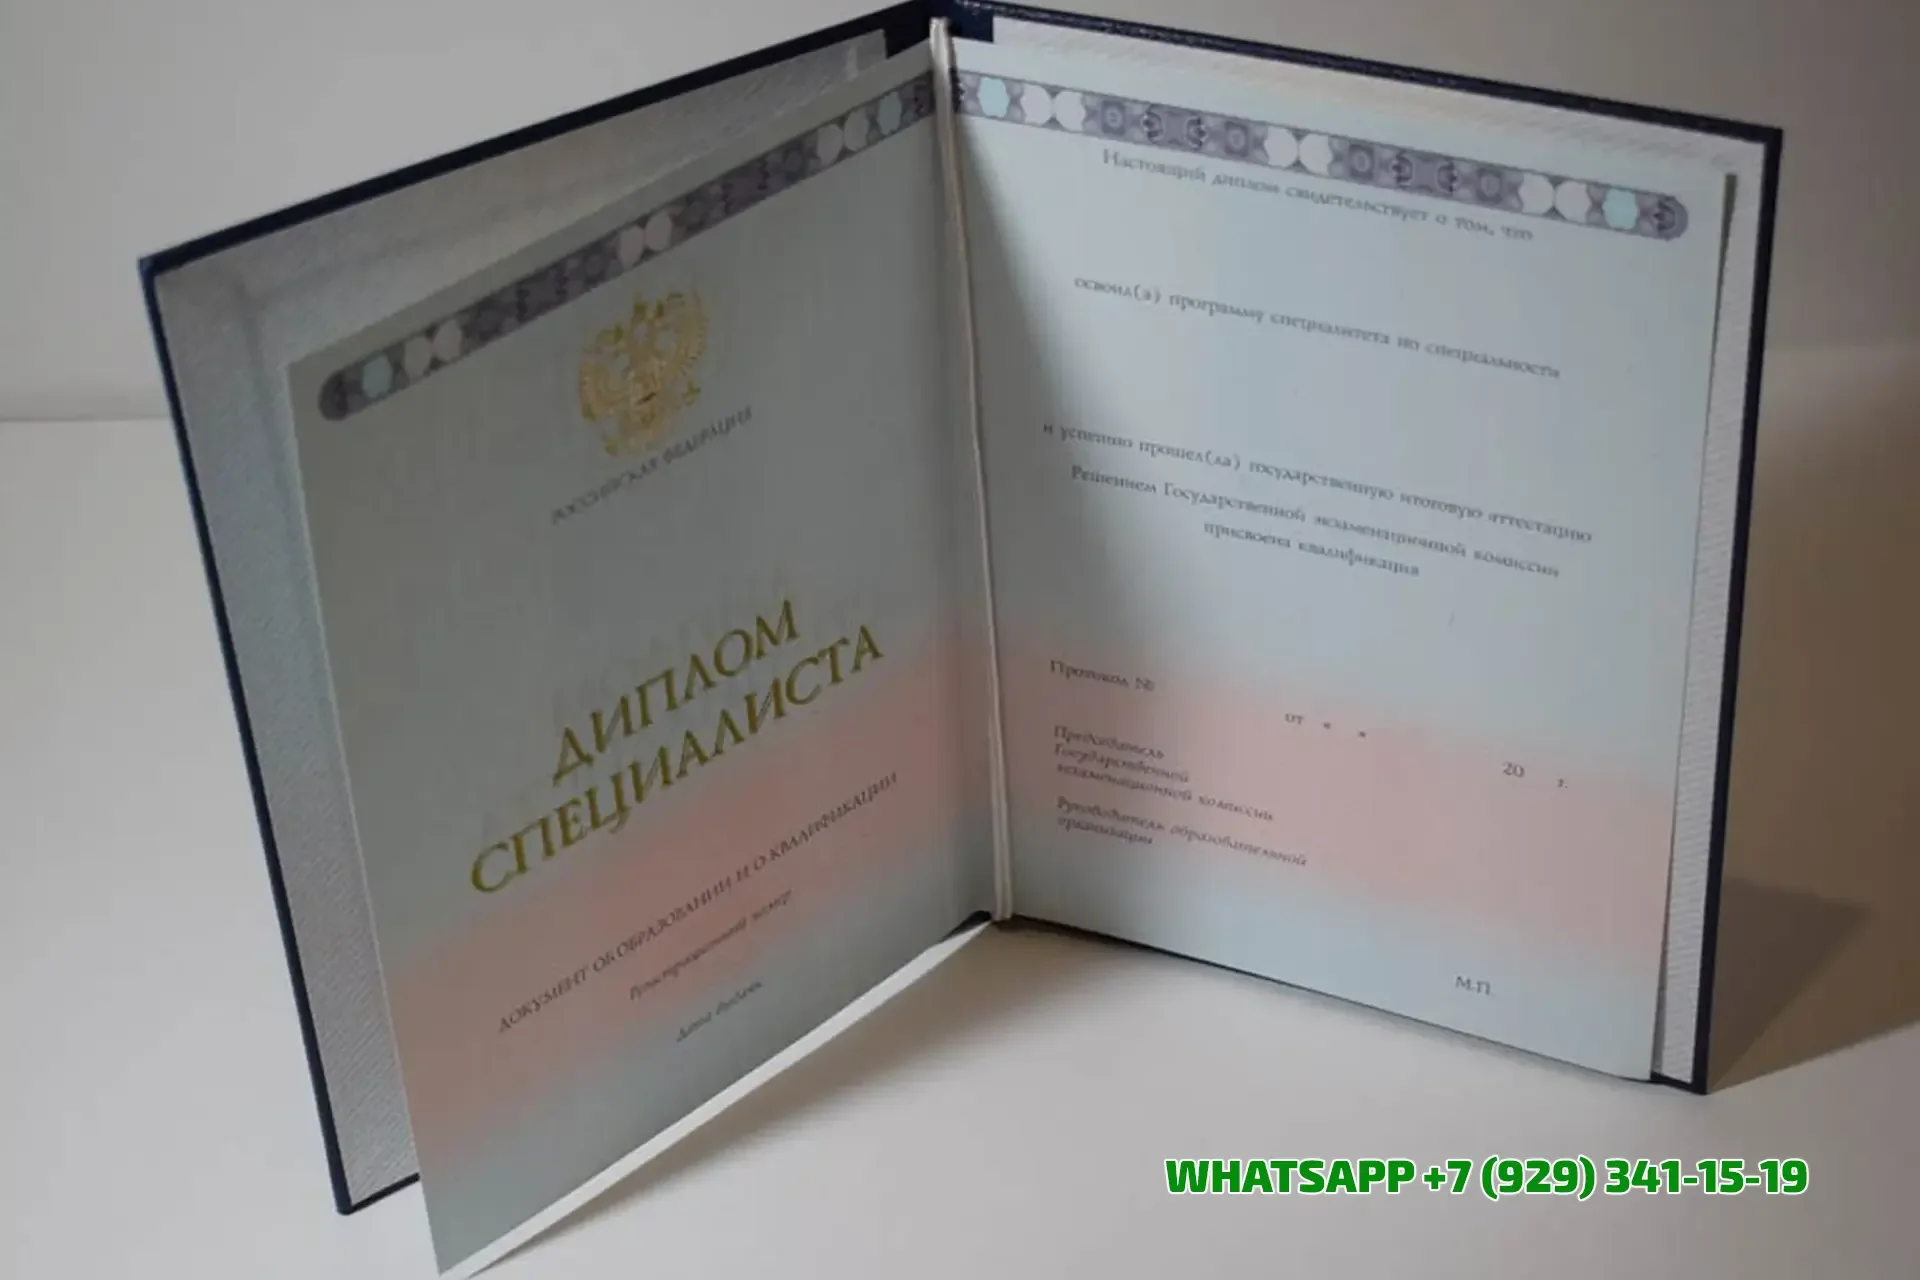 РОССИЙСКАЯ ФЕДЕРАЦИЯ
ДИПЛОМ
СПЕЦИАЛИСТА
ДОКУМЕНТ ОБ ОБРАЗОВАНИИ И О КВАЛИФИКАЦИИ
Регистрационный номер
Дата выдачи
Настоящий диплом свидетельствует о том, что
освоил(а) программу специалитета по специальности
и успешно прошел(ла) государственную итоговую аттестацию
Решением Государственной экзаменационной комиссии
присвоена квалификация
Протокол №
от « »
20 г.
Председатель
Государственной
экзаменационной комиссии
Руководитель образовательной
организации
М.П.
WHATSAPP +7 (929) 341-15-19